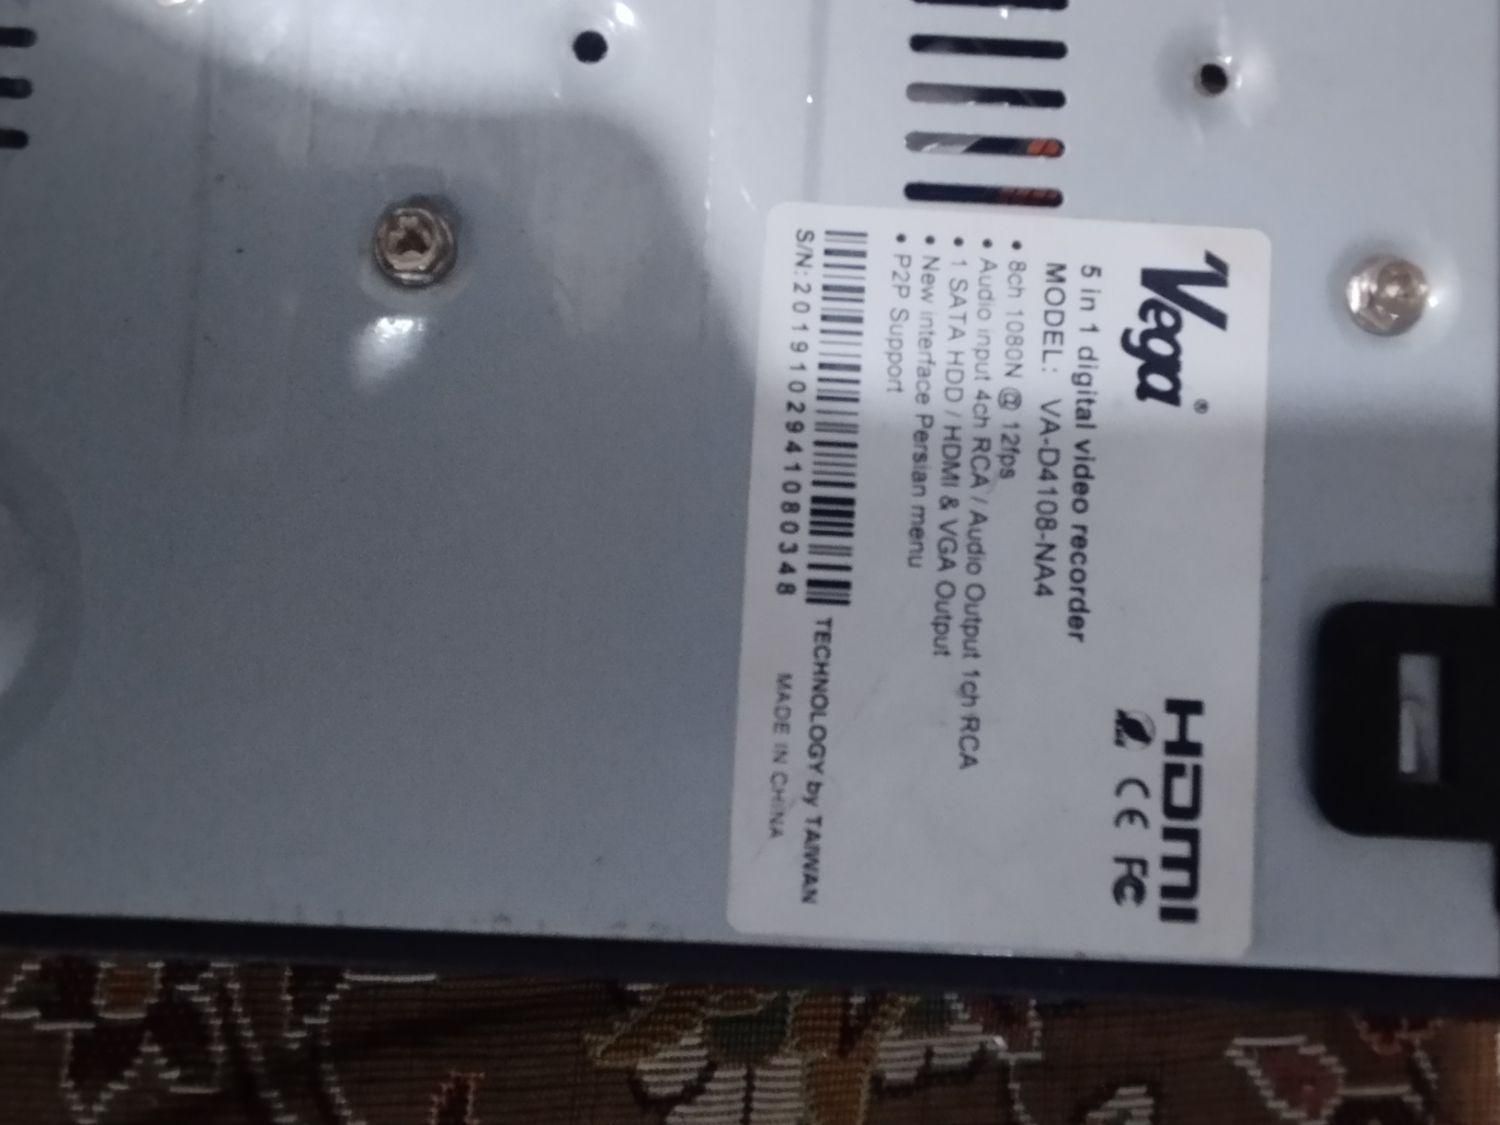 Vega ®
HDMI
CE FC
5 in 1 digital video recorder
MODEL: VA-D4108-NA4
• 8ch 1080N @ 12fps
• Audio input 4ch RCA / Audio Output 1ch RCA
• 1 SATA HDD / HDMI & VGA Output
• New interface Persian menu
• P2P Support
TECHNOLOGY by TAIWAN
S/N: 2019102941080348
MADE IN CHINA